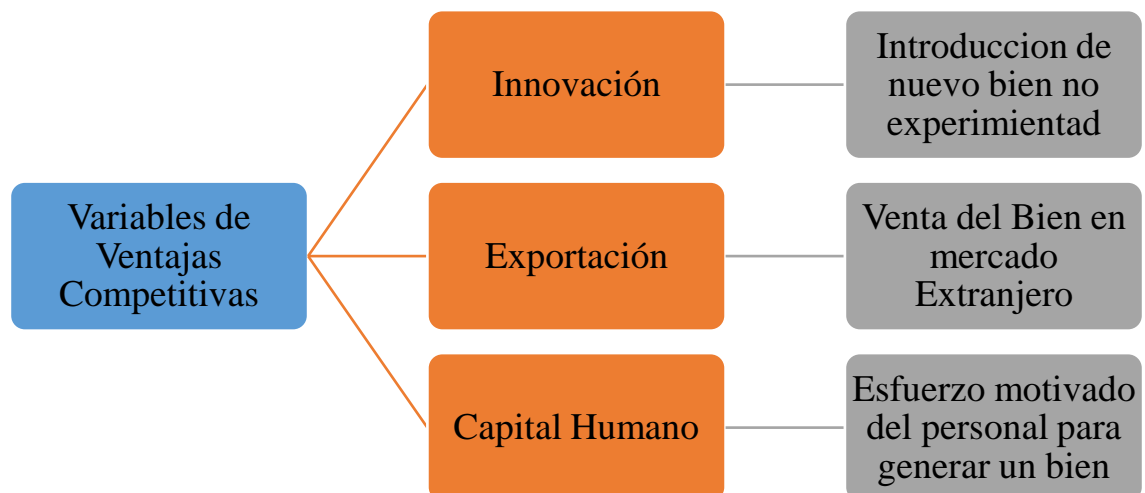 Variables de
Ventajas
Competitivas
Innovación
Introduccion de
nuevo bien no
experimientad
Exportación
Venta del Bien en
mercado
Extranjero
Capital Humano
Esfuerzo motivado
del personal para
generar un bien